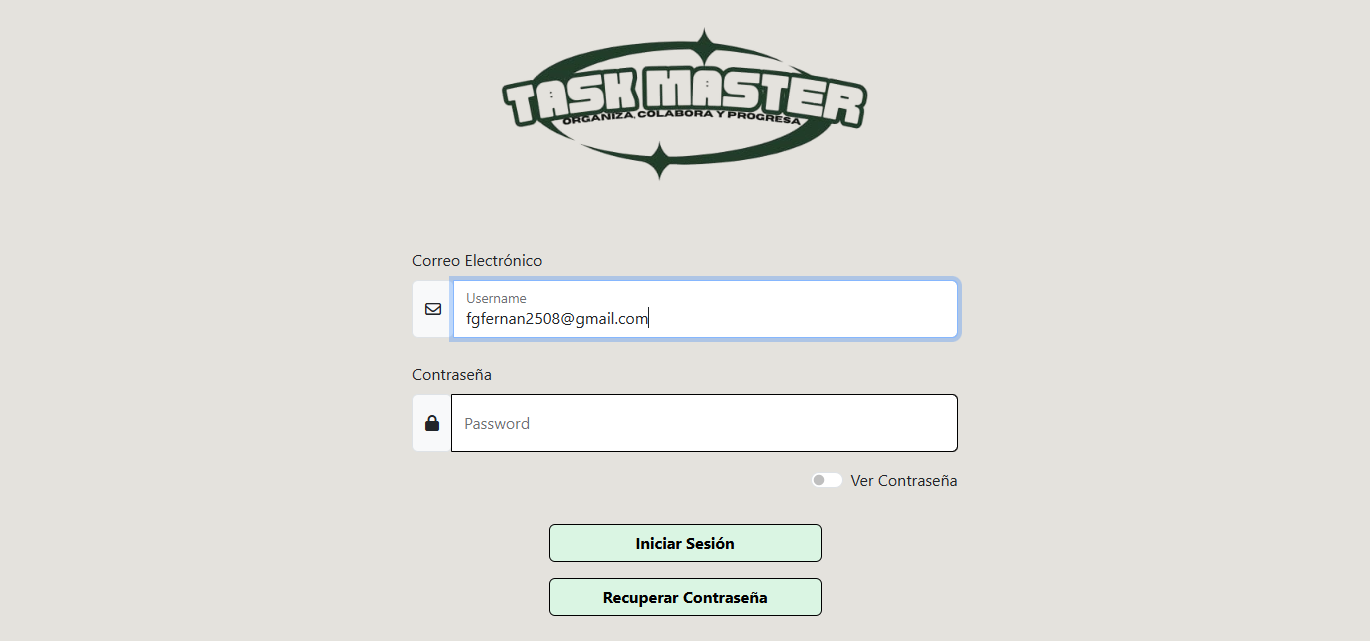 TASK MASTER
ORGANIZA, COLABORA Y PROGRESA
Correo Electrónico
Username
fgfernan2508@gmail.com
Contraseña
Password
Ver Contraseña
Iniciar Sesión
Recuperar Contraseña